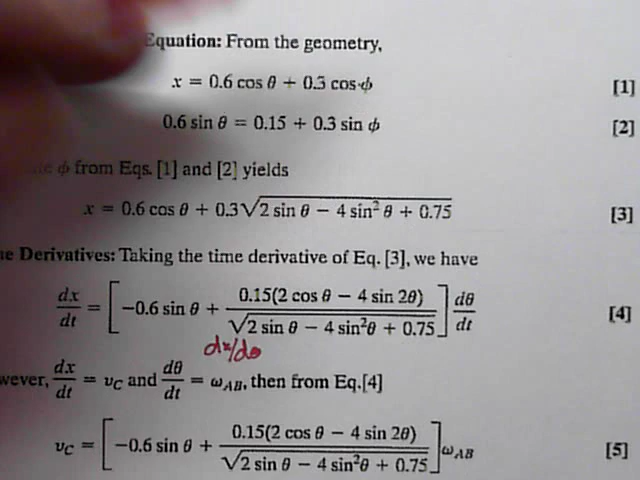 Equation: From the geometry,
x = 0.6 cos θ + 0.3 cos ϕ [1]
0.6 sin θ = 0.15 + 0.3 sin ϕ [2]
ϕ from Eqs. [1] and [2] yields
x = 0.6 cos θ + 0.3√(2 sin θ − 4 sin² θ + 0.75) [3]
Derivatives: Taking the time derivative of Eq. [3], we have
dx/dt = [−0.6 sin θ + 0.15(2 cos θ − 4 sin 2θ)/√(2 sin θ − 4 sin²θ + 0.75)] dθ/dt [4]
dx/dθ
wever, dx/dt = υC and dθ/dt = ωAB, then from Eq.[4]
υC = [−0.6 sin θ + 0.15(2 cos θ − 4 sin 2θ)/√(2 sin θ − 4 sin²θ + 0.75)] ωAB [5]